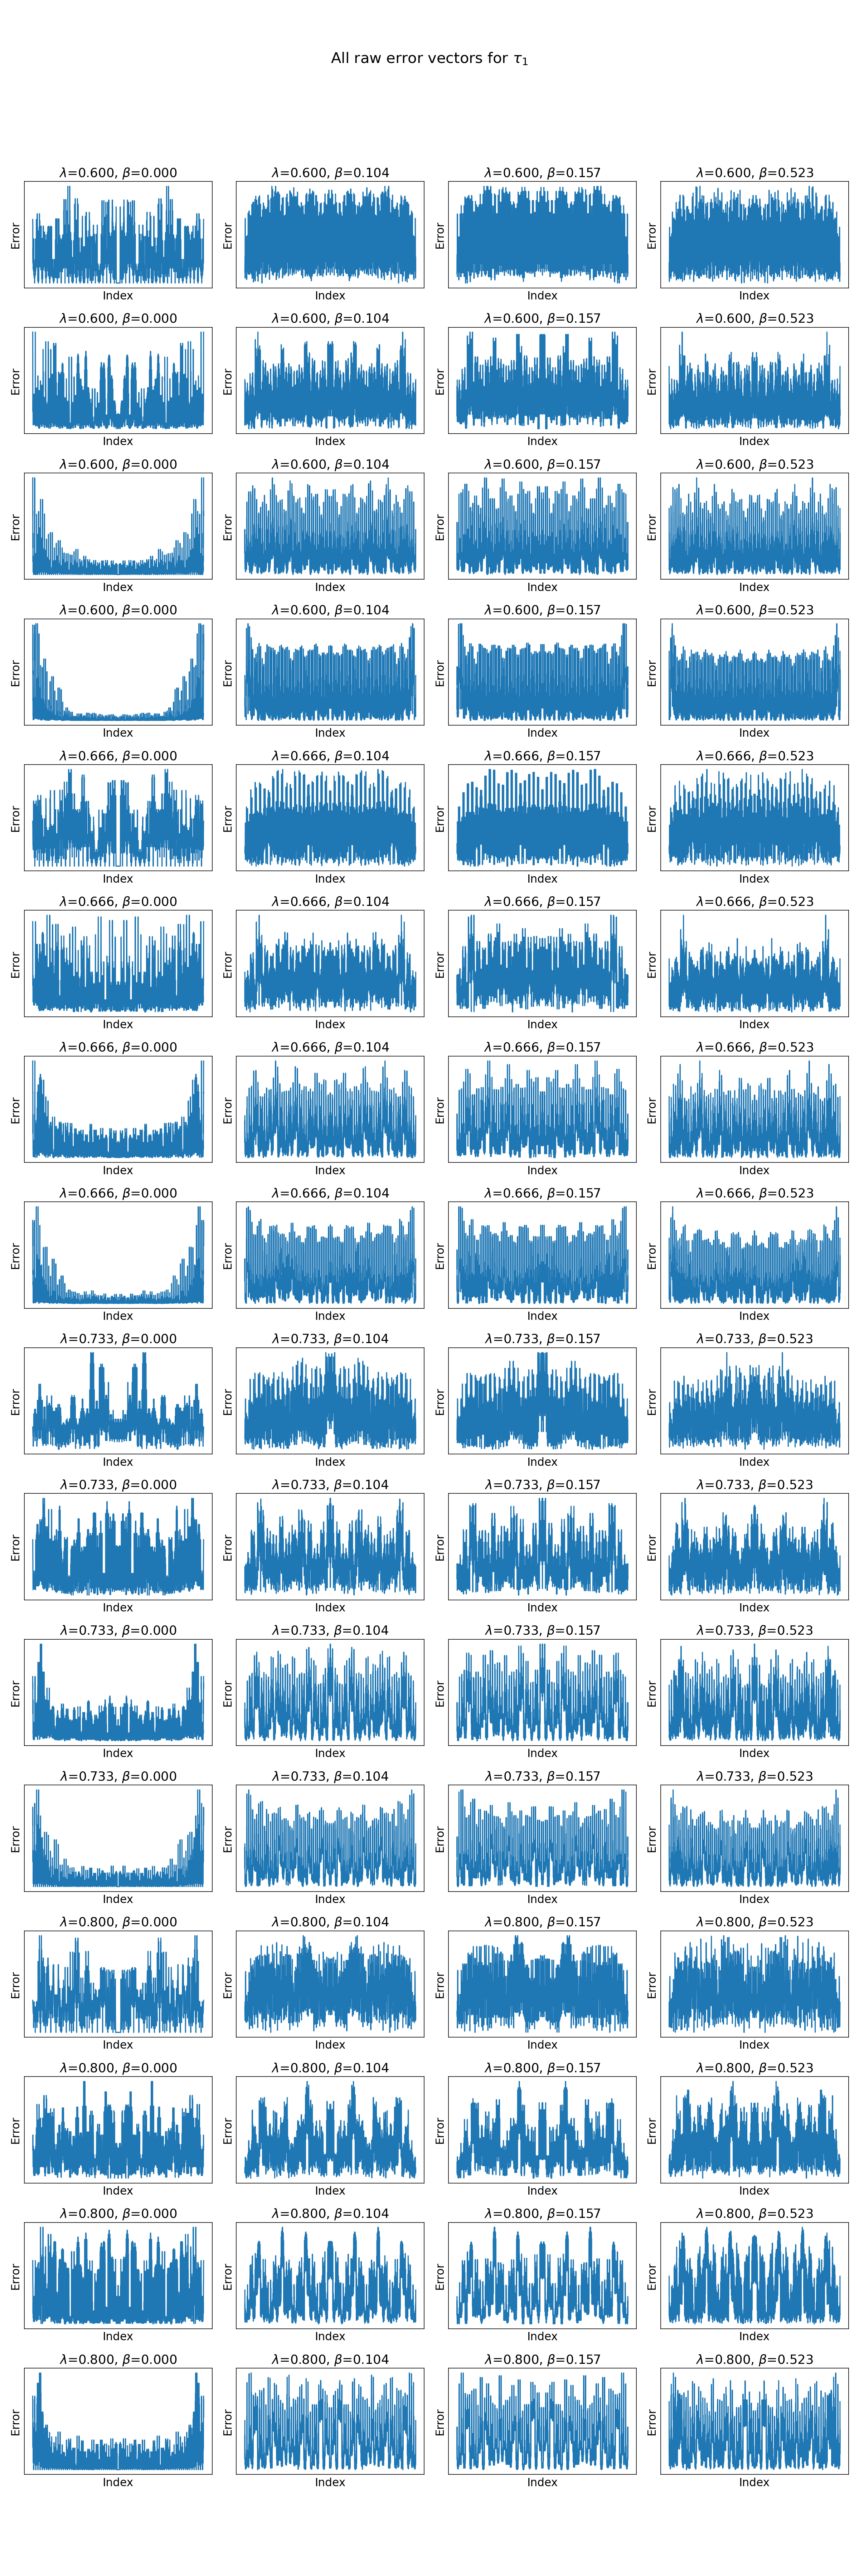 All raw error vectors for τ₁
λ=0.600, β=0.000 λ=0.600, β=0.104 λ=0.600, β=0.157 λ=0.600, β=0.523
Error Error Error Error
Index Index Index Index
λ=0.600, β=0.000 λ=0.600, β=0.104 λ=0.600, β=0.157 λ=0.600, β=0.523
Error Error Error Error
Index Index Index Index
λ=0.600, β=0.000 λ=0.600, β=0.104 λ=0.600, β=0.157 λ=0.600, β=0.523
Error Error Error Error
Index Index Index Index
λ=0.600, β=0.000 λ=0.600, β=0.104 λ=0.600, β=0.157 λ=0.600, β=0.523
Error Error Error Error
Index Index Index Index
λ=0.666, β=0.000 λ=0.666, β=0.104 λ=0.666, β=0.157 λ=0.666, β=0.523
Error Error Error Error
Index Index Index Index
λ=0.666, β=0.000 λ=0.666, β=0.104 λ=0.666, β=0.157 λ=0.666, β=0.523
Error Error Error Error
Index Index Index Index
λ=0.666, β=0.000 λ=0.666, β=0.104 λ=0.666, β=0.157 λ=0.666, β=0.523
Error Error Error Error
Index Index Index Index
λ=0.666, β=0.000 λ=0.666, β=0.104 λ=0.666, β=0.157 λ=0.666, β=0.523
Error Error Error Error
Index Index Index Index
λ=0.733, β=0.000 λ=0.733, β=0.104 λ=0.733, β=0.157 λ=0.733, β=0.523
Error Error Error Error
Index Index Index Index
λ=0.733, β=0.000 λ=0.733, β=0.104 λ=0.733, β=0.157 λ=0.733, β=0.523
Error Error Error Error
Index Index Index Index
λ=0.733, β=0.000 λ=0.733, β=0.104 λ=0.733, β=0.157 λ=0.733, β=0.523
Error Error Error Error
Index Index Index Index
λ=0.733, β=0.000 λ=0.733, β=0.104 λ=0.733, β=0.157 λ=0.733, β=0.523
Error Error Error Error
Index Index Index Index
λ=0.800, β=0.000 λ=0.800, β=0.104 λ=0.800, β=0.157 λ=0.800, β=0.523
Error Error Error Error
Index Index Index Index
λ=0.800, β=0.000 λ=0.800, β=0.104 λ=0.800, β=0.157 λ=0.800, β=0.523
Error Error Error Error
Index Index Index Index
λ=0.800, β=0.000 λ=0.800, β=0.104 λ=0.800, β=0.157 λ=0.800, β=0.523
Error Error Error Error
Index Index Index Index
λ=0.800, β=0.000 λ=0.800, β=0.104 λ=0.800, β=0.157 λ=0.800, β=0.523
Error Error Error Error
Index Index Index Index